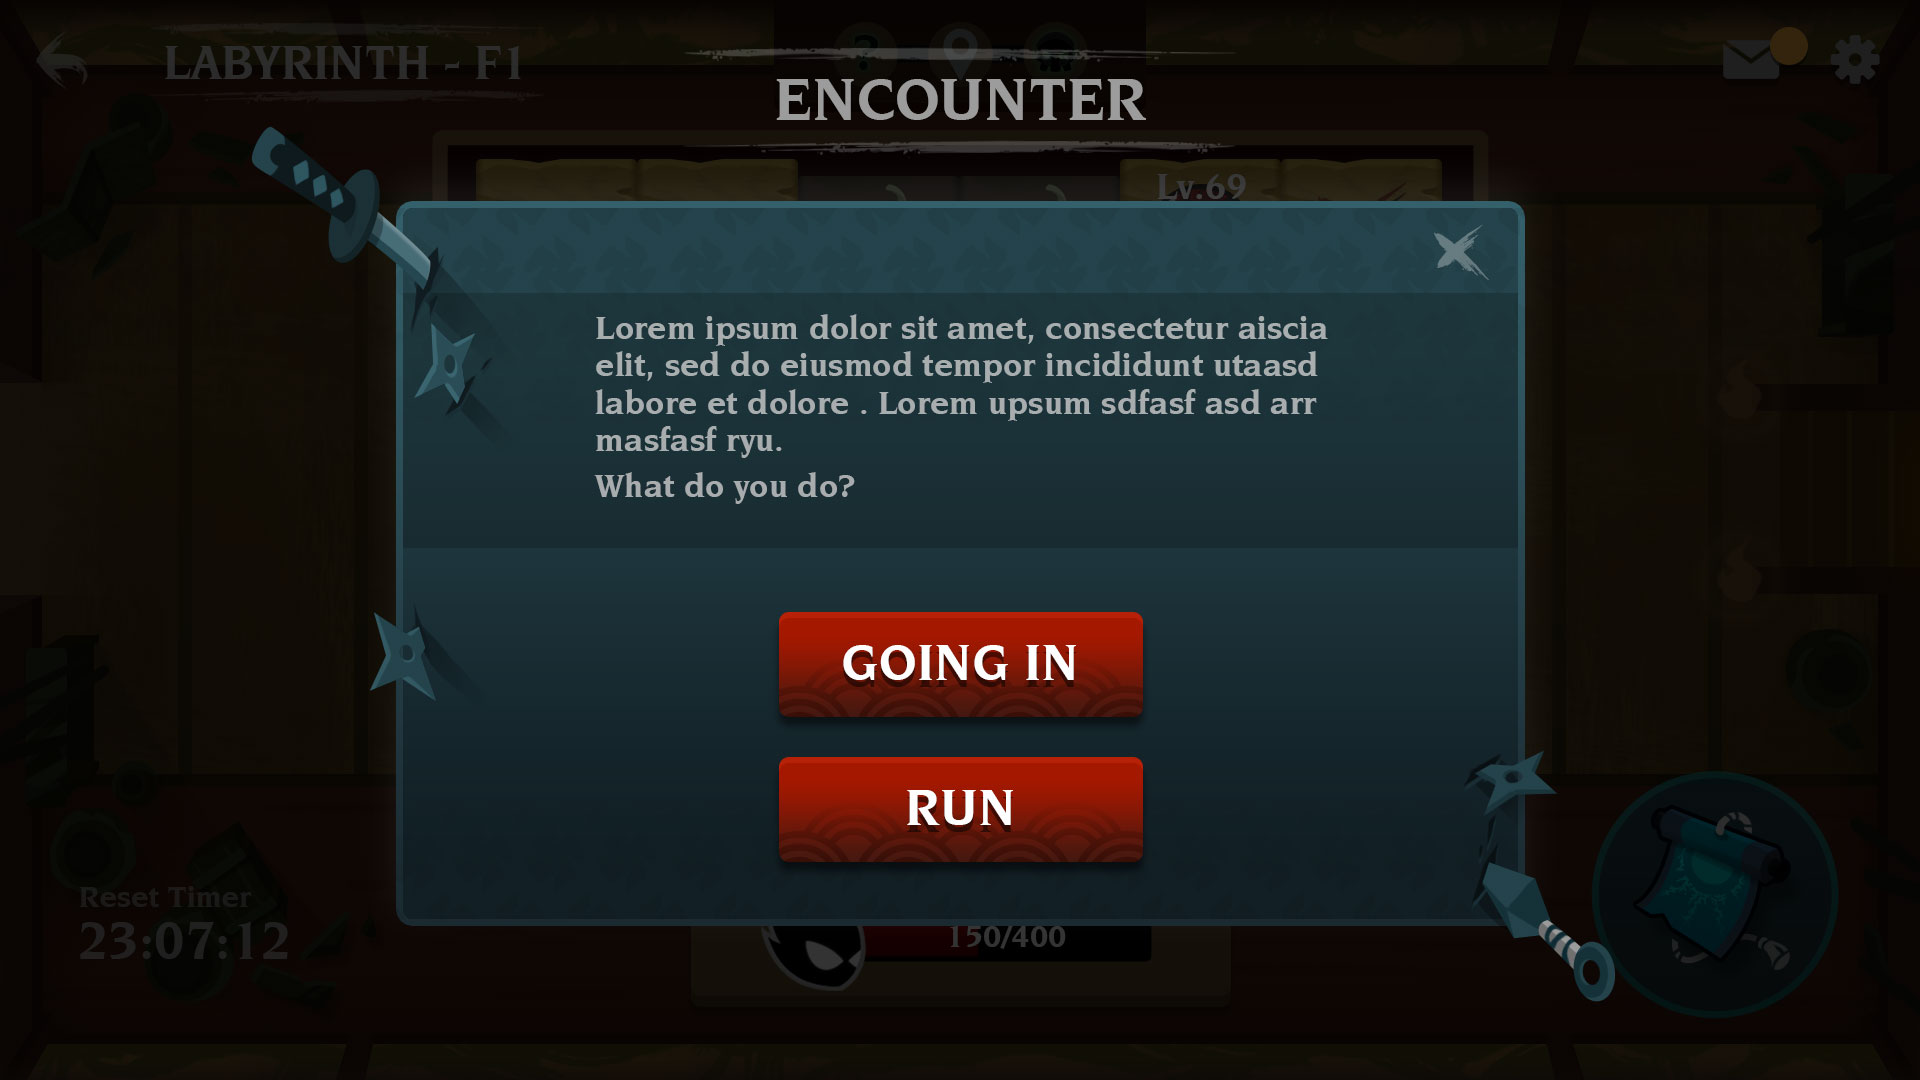 LABYRINTH - F1
?
ENCOUNTER
Lv.69
Lorem ipsum dolor sit amet, consectetur aiscia
elit, sed do eiusmod tempor incididunt utaasd
labore et dolore . Lorem upsum sdfasf asd arr
masfasf ryu.
What do you do?
GOING IN
RUN
Reset Timer
23:07:12
150/400